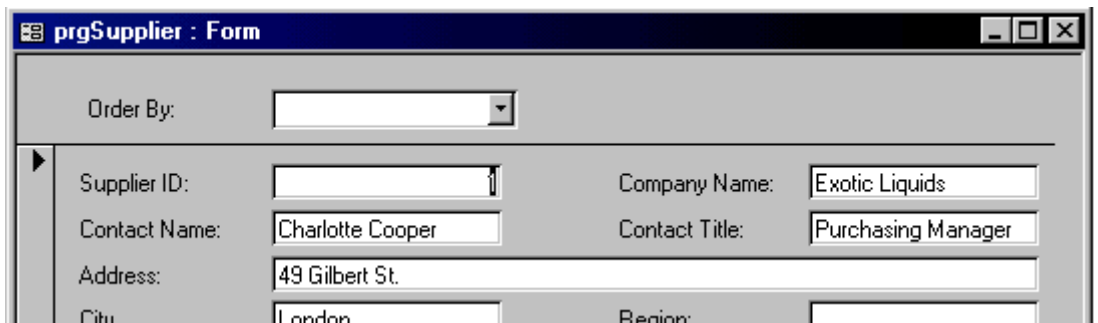 prgSupplier : Form
Order By:
Supplier ID: 1 Company Name: Exotic Liquids
Contact Name: Charlotte Cooper Contact Title: Purchasing Manager
Address: 49 Gilbert St.
City London Region: